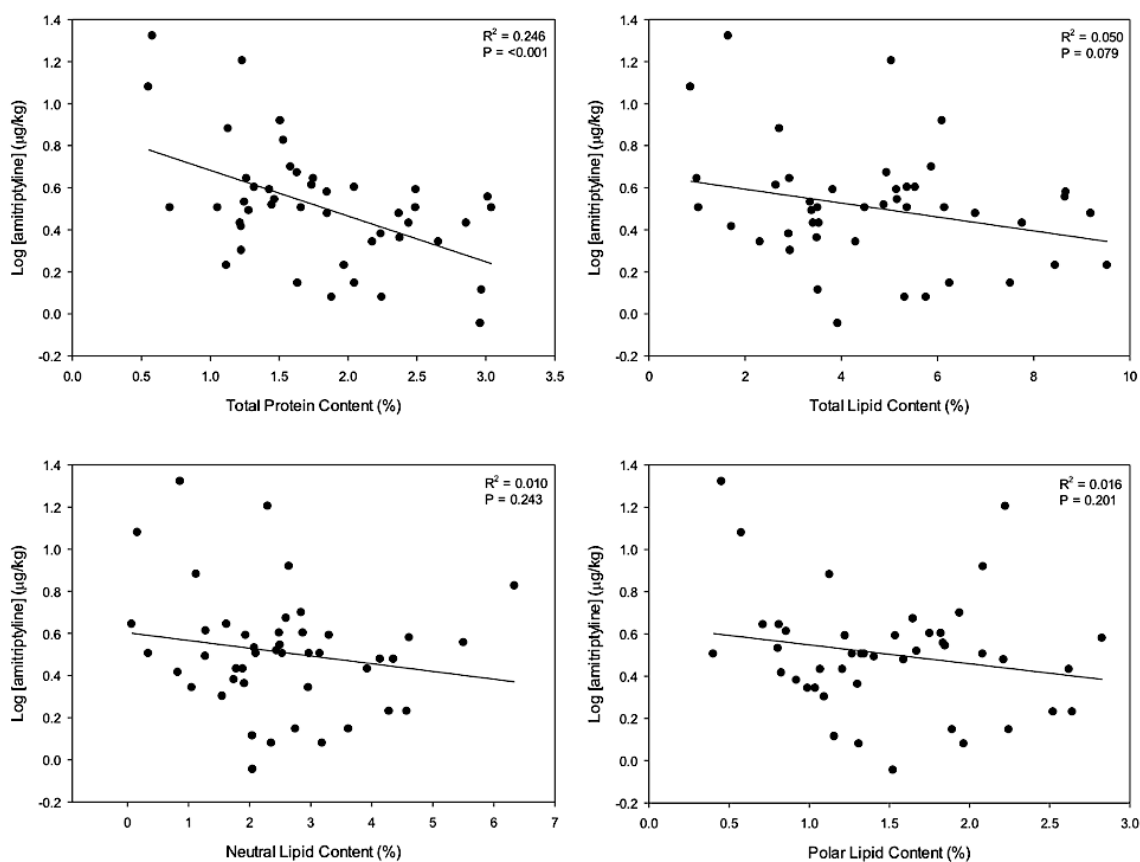 R² = 0.246
P = <0.001
1.4
1.2
1.0
0.8
0.6
0.4
0.2
0.0
-0.2
Log [amitriptyline] (µg/kg)
0.0 0.5 1.0 1.5 2.0 2.5 3.0 3.5
Total Protein Content (%)
R² = 0.050
P = 0.079
1.4
1.2
1.0
0.8
0.6
0.4
0.2
0.0
-0.2
Log [amitriptyline] (µg/kg)
0 2 4 6 8 10
Total Lipid Content (%)
R² = 0.010
P = 0.243
1.4
1.2
1.0
0.8
0.6
0.4
0.2
0.0
-0.2
Log [amitriptyline] (µg/kg)
0 1 2 3 4 5 6 7
Neutral Lipid Content (%)
R² = 0.016
P = 0.201
1.4
1.2
1.0
0.8
0.6
0.4
0.2
0.0
-0.2
Log [amitriptyline] (µg/kg)
0.0 0.5 1.0 1.5 2.0 2.5 3.0
Polar Lipid Content (%)